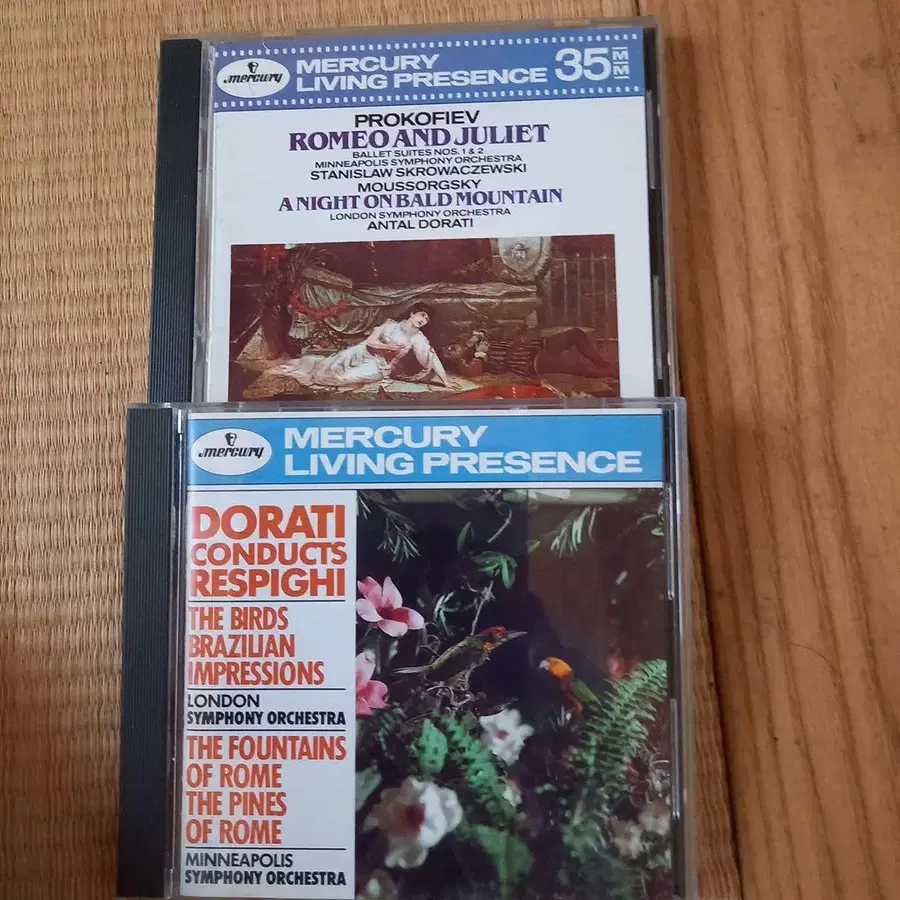 mercury
MERCURY
LIVING PRESENCE
35
MM
PROKOFIEV
ROMEO AND JULIET
BALLET SUITES NOS. 1 & 2
MINNEAPOLIS SYMPHONY ORCHESTRA
STANISLAW SKROWACZEWSKI
MOUSSORGSKY
A NIGHT ON BALD MOUNTAIN
LONDON SYMPHONY ORCHESTRA
ANTAL DORATI
mercury
MERCURY
LIVING PRESENCE
DORATI
CONDUCTS
RESPIGHI
THE BIRDS
BRAZILIAN
IMPRESSIONS
LONDON
SYMPHONY ORCHESTRA
THE FOUNTAINS
OF ROME
THE PINES
OF ROME
MINNEAPOLIS
SYMPHONY ORCHESTRA